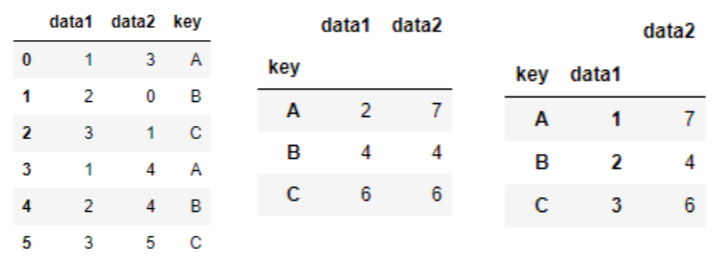 data1 data2 key
0 1 3 A
1 2 0 B
2 3 1 C
3 1 4 A
4 2 4 B
5 3 5 C
data1 data2
key
A 2 7
B 4 4
C 6 6
data2
key data1
A 1 7
B 2 4
C 3 6